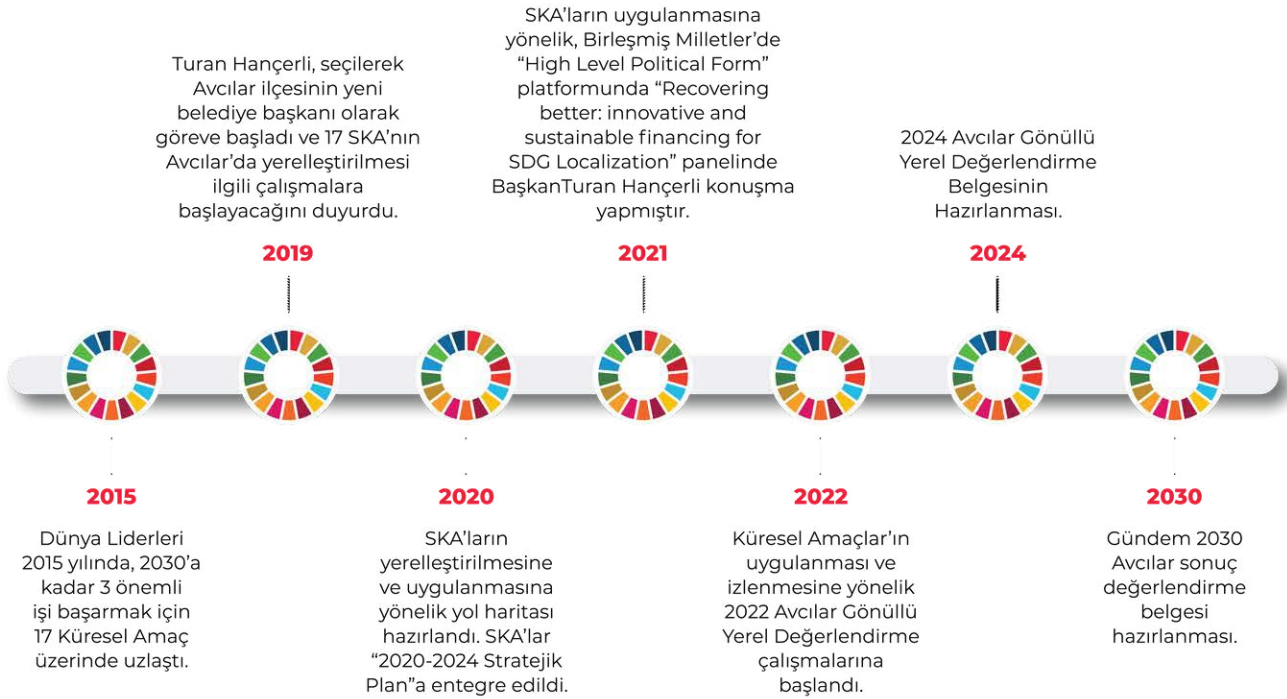 Turan Hançerli, seçilerek
Avcılar ilçesinin yeni
belediye başkanı olarak
göreve başladı ve 17 SKA’nın
Avcılar’da yerelleştirilmesi
ilgili çalışmalara
başlayacağını duyurdu.
2019
SKA’ların uygulanmasına
yönelik, Birleşmiş Milletler’de
“High Level Political Form”
platformunda “Recovering
better: innovative and
sustainable financing for
SDG Localization” panelinde
BaşkanTuran Hançerli konuşma
yapmıştır.
2021
2024 Avcılar Gönüllü
Yerel Değerlendirme
Belgesinin
Hazırlanması.
2024
2015
Dünya Liderleri
2015 yılında, 2030’a
kadar 3 önemli
işi başarmak için
17 Küresel Amaç
üzerinde uzlaştı.
2020
SKA’ların
yerelleştirilmesine
ve uygulanmasına
yönelik yol haritası
hazırlandı. SKA’lar
“2020-2024 Stratejik
Plan”a entegre edildi.
2022
Küresel Amaçlar’ın
uygulanması ve
izlenmesine yönelik
2022 Avcılar Gönüllü
Yerel Değerlendirme
çalışmalarına
başlandı.
2030
Gündem 2030
Avcılar sonuç
değerlendirme
belgesi
hazırlanması.